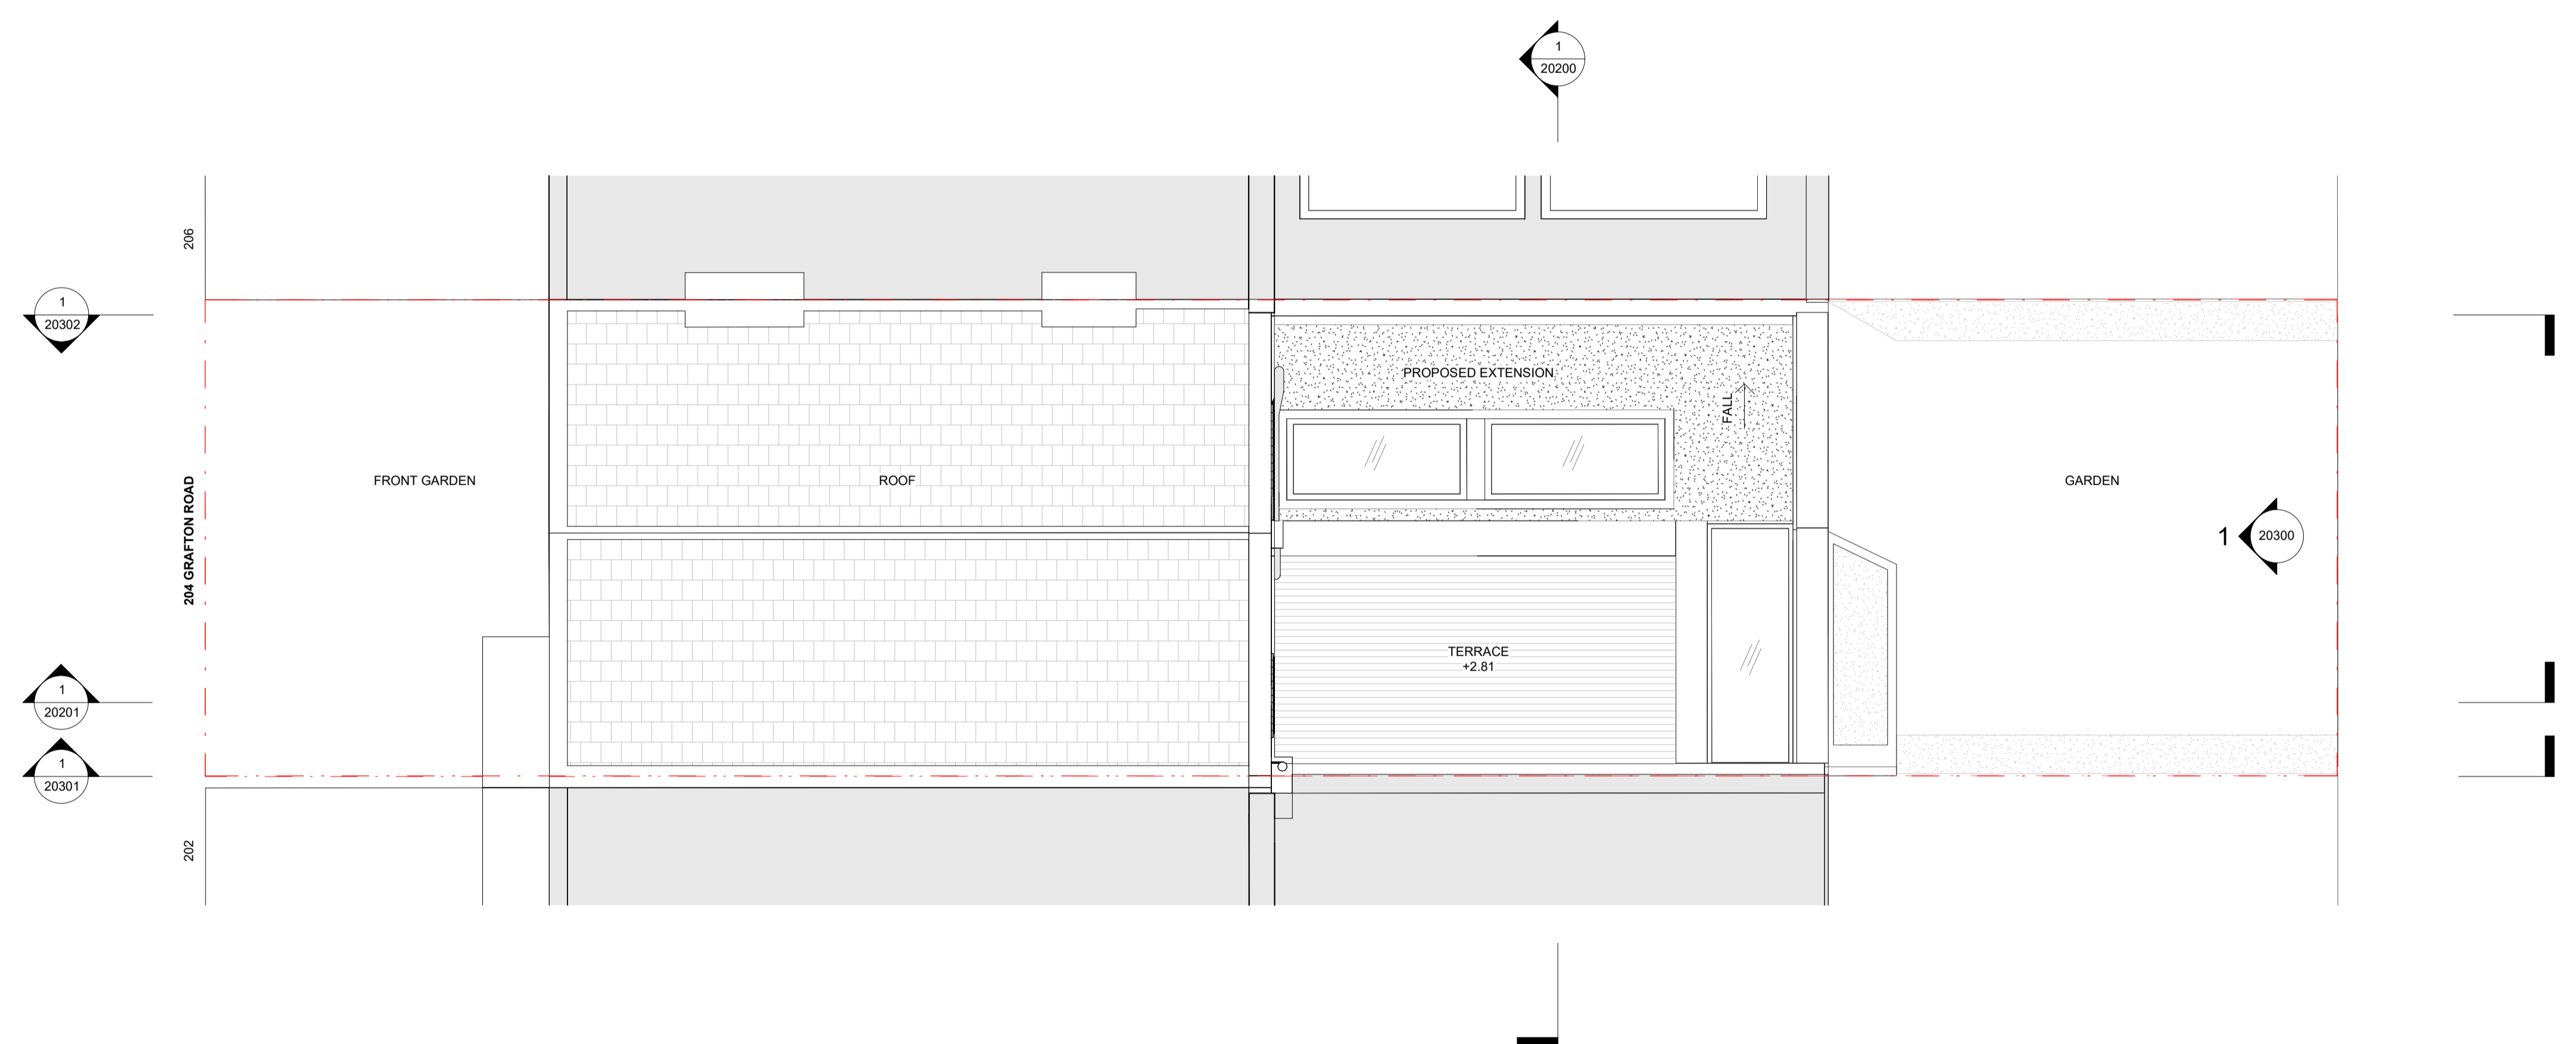 1
20200
206
1
20302
PROPOSED EXTENSION
FALL
204 GRAFTON ROAD
FRONT GARDEN
ROOF
GARDEN
1
20300
TERRACE
+2.81
1
20201
1
20301
202